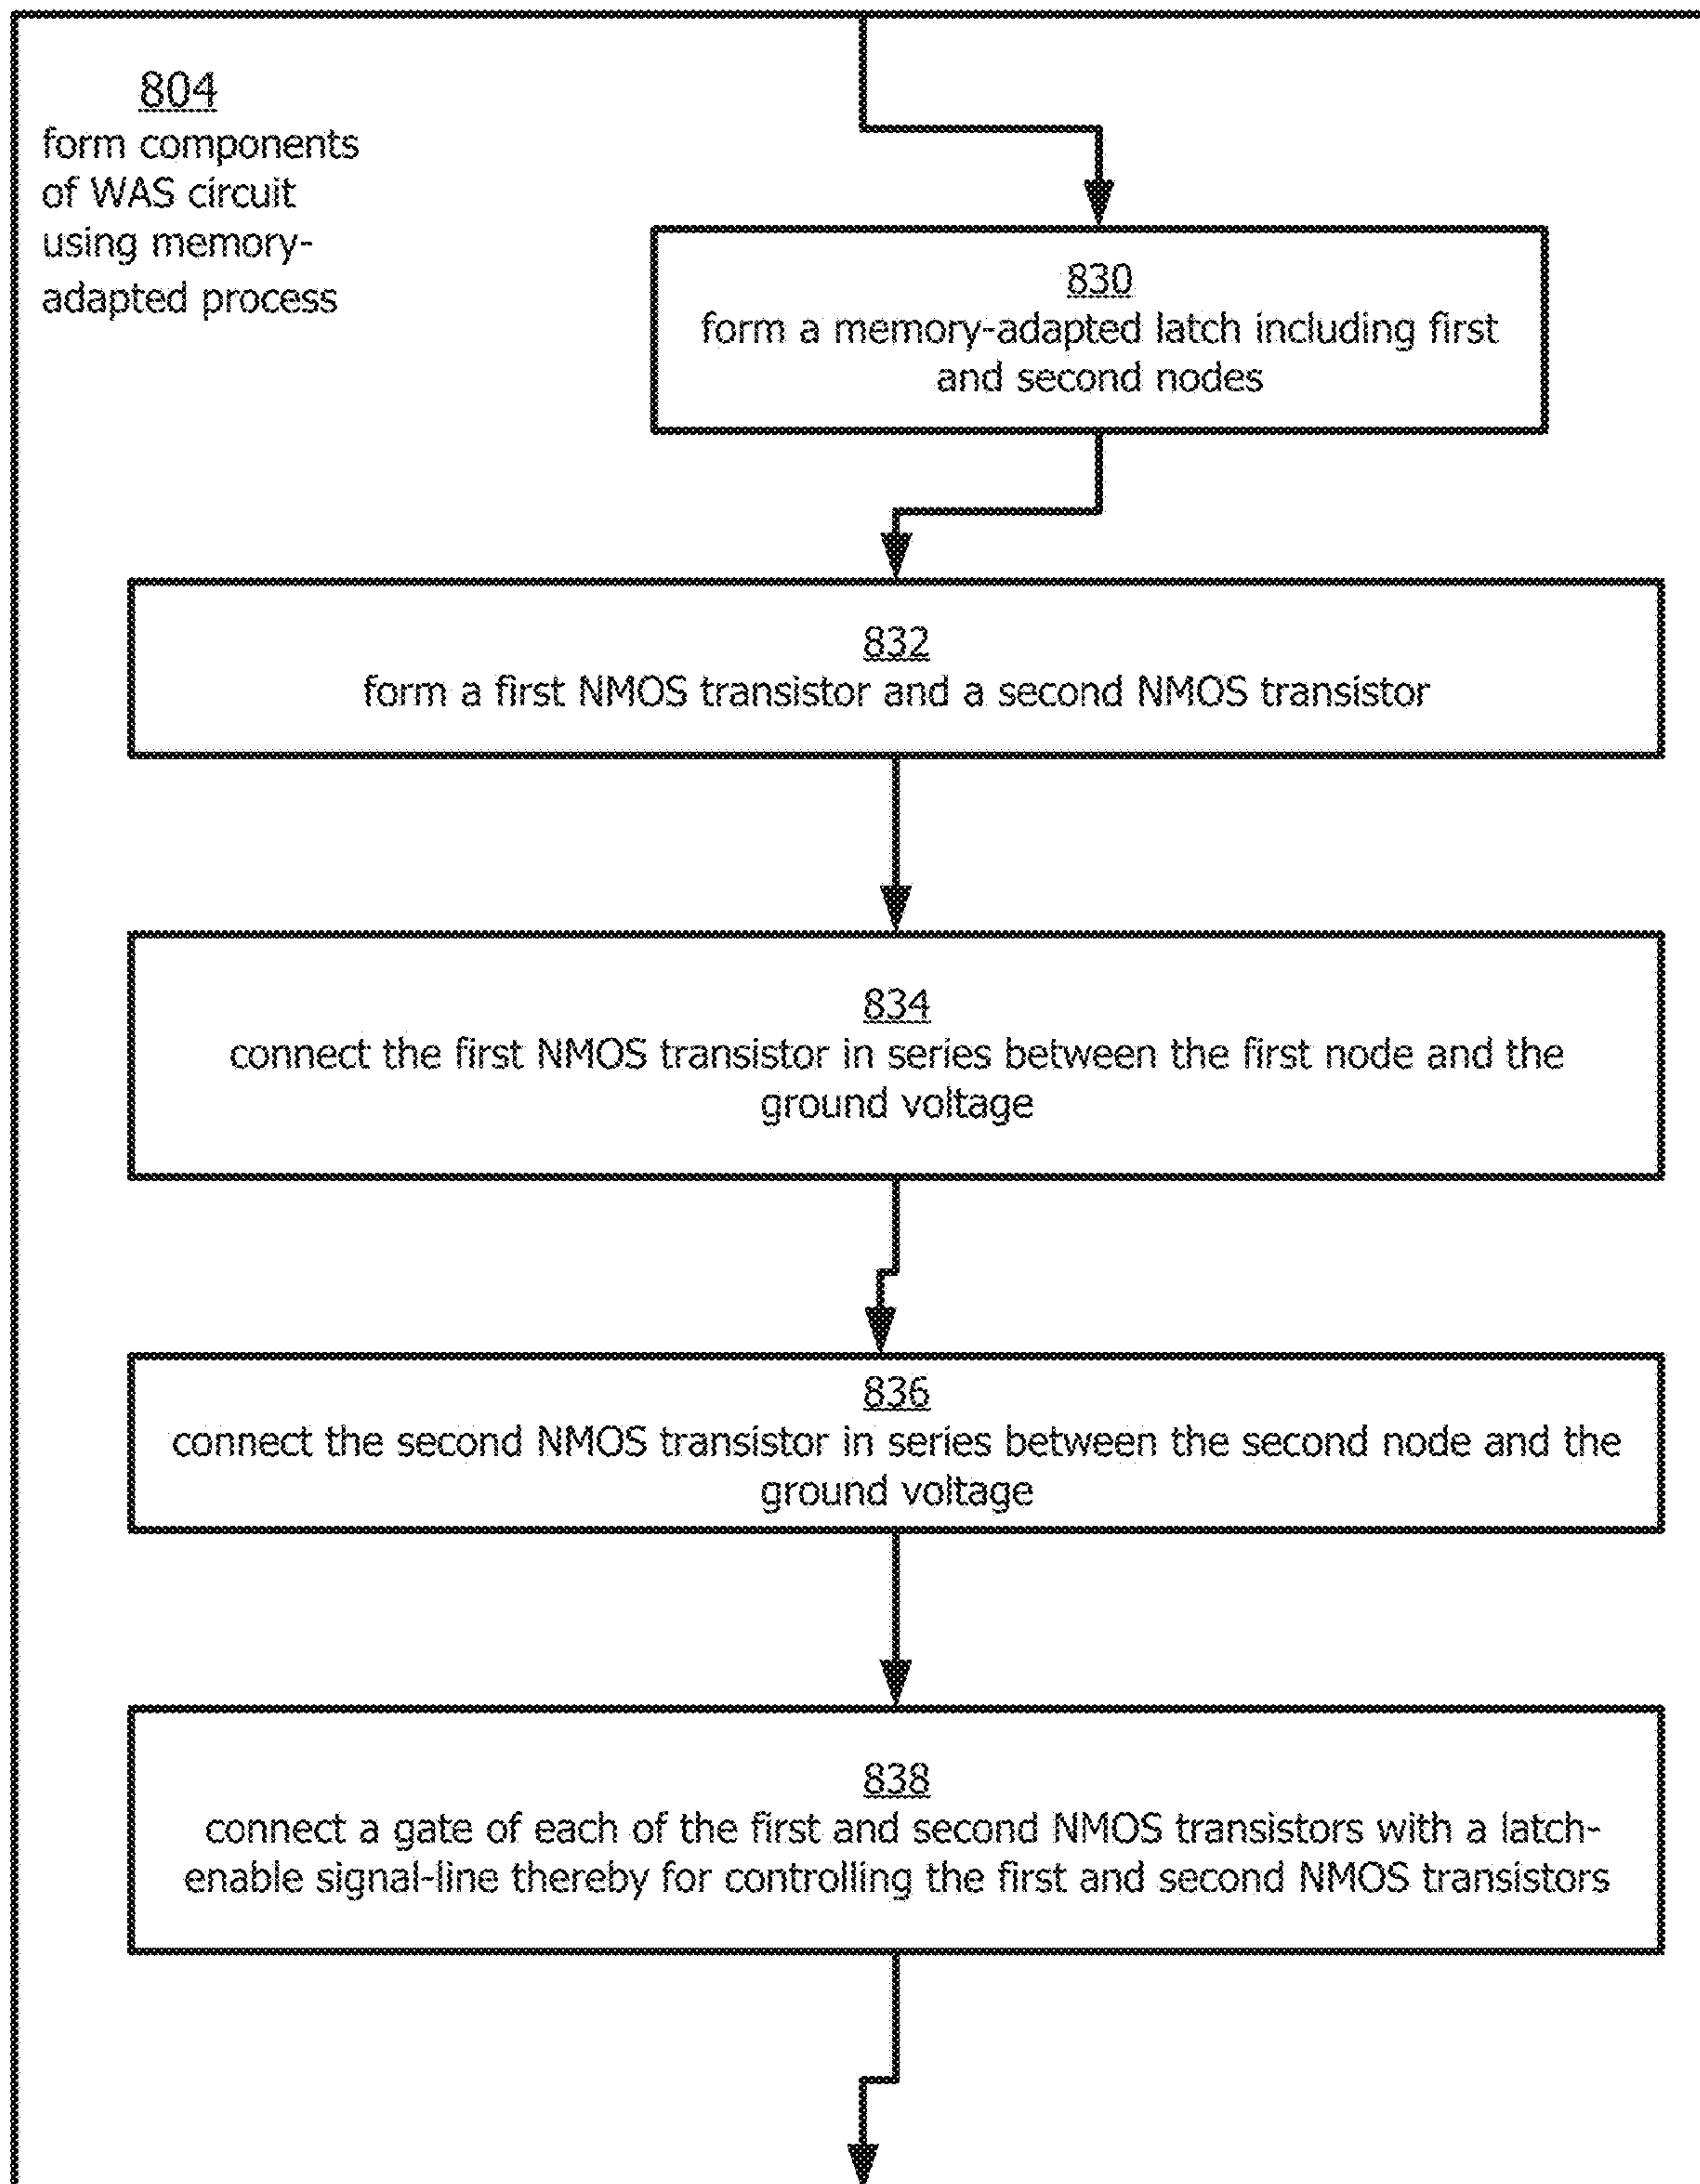 804
form components
of WAS circuit
using memory-
adapted process
830
form a memory-adapted latch including first
and second nodes
832
form a first NMOS transistor and a second NMOS transistor
834
connect the first NMOS transistor in series between the first node and the
ground voltage
836
connect the second NMOS transistor in series between the second node and the
ground voltage
838
connect a gate of each of the first and second NMOS transistors with a latch-
enable signal-line thereby for controlling the first and second NMOS transistors